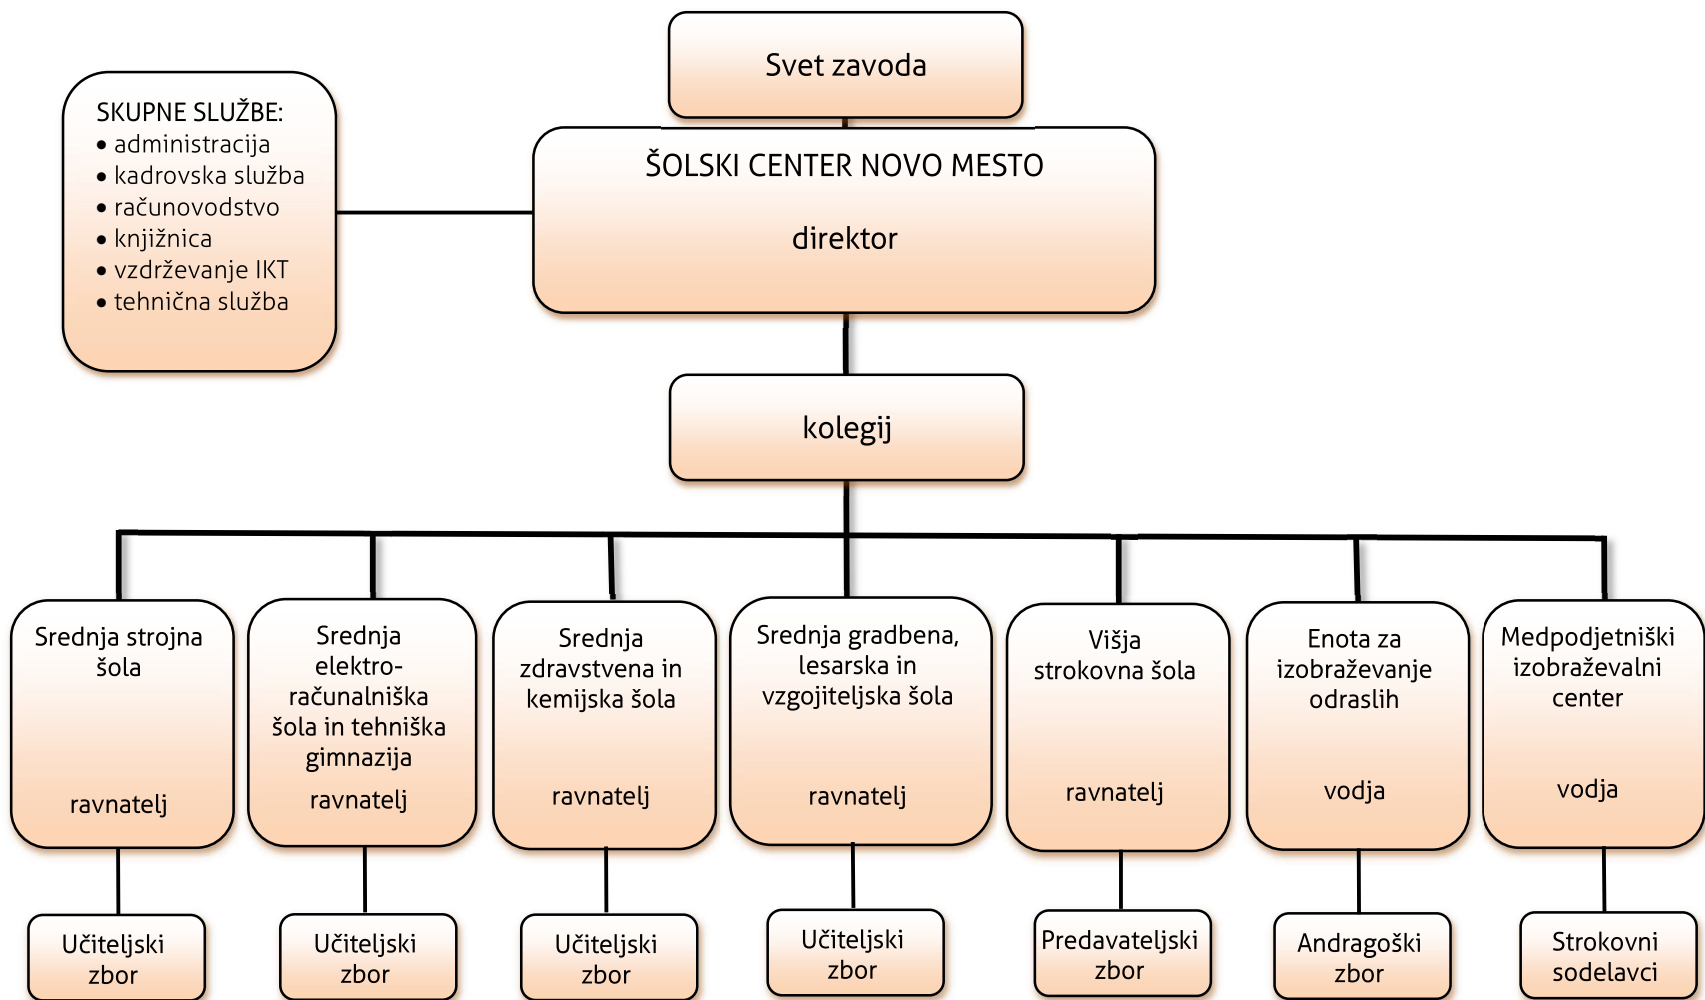 Svet zavoda
SKUPNE SLUŽBE:
• administracija
• kadrovska služba
• računovodstvo
• knjižnica
• vzdrževanje IKT
• tehnična služba
ŠOLSKI CENTER NOVO MESTO
direktor
kolegij
Srednja strojna
šola
ravnatelj
Srednja
elektro-
računalniška
šola in tehniška
gimnazija
ravnatelj
Srednja
zdravstvena in
kemijska šola
ravnatelj
Srednja gradbena,
lesarska in
vzgojiteljska šola
ravnatelj
Višja
strokovna šola
ravnatelj
Enota za
izobraževanje
odraslih
vodja
Medpodjetniški
izobraževalni
center
vodja
Učiteljski
zbor
Učiteljski
zbor
Učiteljski
zbor
Učiteljski
zbor
Predavateljski
zbor
Andragoški
zbor
Strokovni
sodelavci